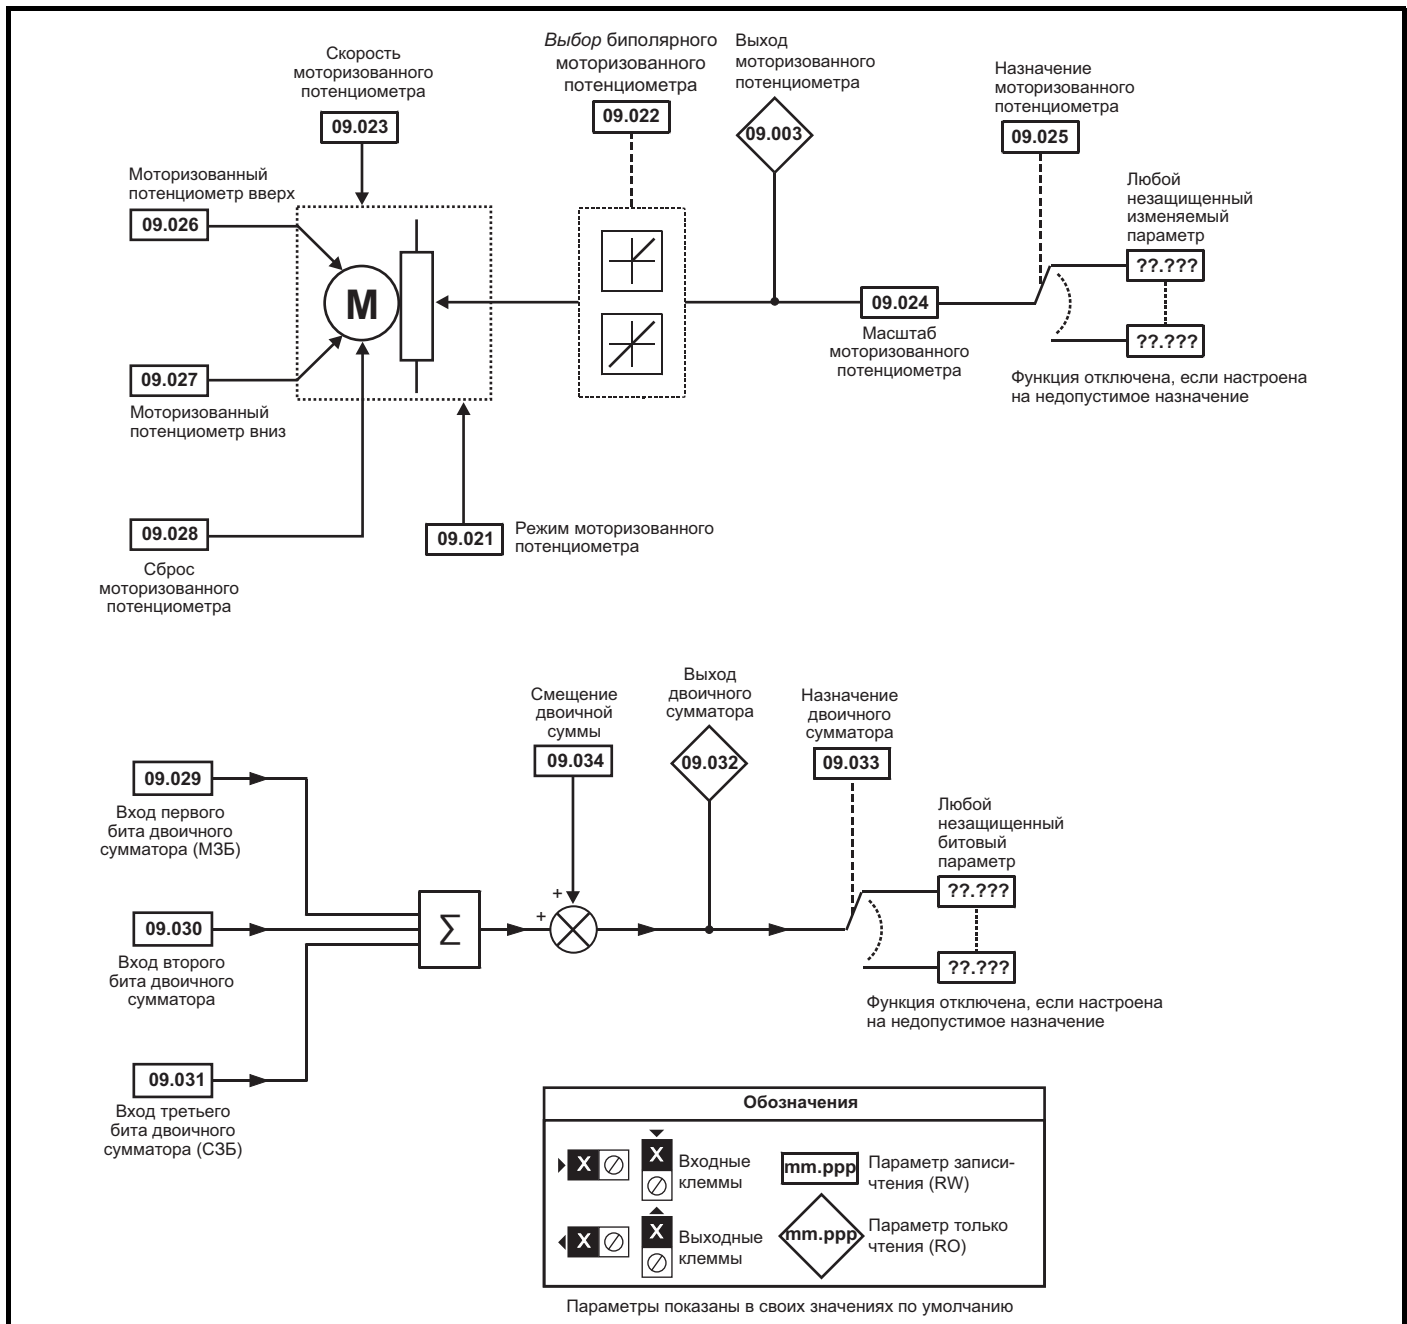 Скорость
моторизованного
потенциометра
09.023
Выбор биполярного
моторизованного
потенциометра
09.022
Выход
моторизованного
потенциометра
09.003
Назначение
моторизованного
потенциометра
09.025
Моторизованный
потенциометр вверх
09.026
M
Любой
незащищенный
изменяемый
параметр
??.???
??.???
09.024
Масштаб
моторизованного
потенциометра
Функция отключена, если настроена
на недопустимое назначение
09.027
Моторизованный
потенциометр вниз
09.028
Сброс
моторизованного
потенциометра
09.021
Режим моторизованного
потенциометра
Смещение
двоичной
суммы
09.034
Выход
двоичного
сумматора
09.032
Назначение
двоичного
сумматора
09.033
09.029
Вход первого
бита двоичного
сумматора (МЗБ)
Любой
незащищенный
битовый
параметр
??.???
??.???
09.030
Вход второго
бита двоичного
сумматора
Σ
+
+
Функция отключена, если настроена
на недопустимое назначение
09.031
Вход третьего
бита двоичного
сумматора (СЗБ)
Обозначения
X
X
Входные
клеммы
mm.ppp
Параметр записи-
чтения (RW)
X
X
Выходные
клеммы
mm.ppp
Параметр только
чтения (RO)
Параметры показаны в своих значениях по умолчанию